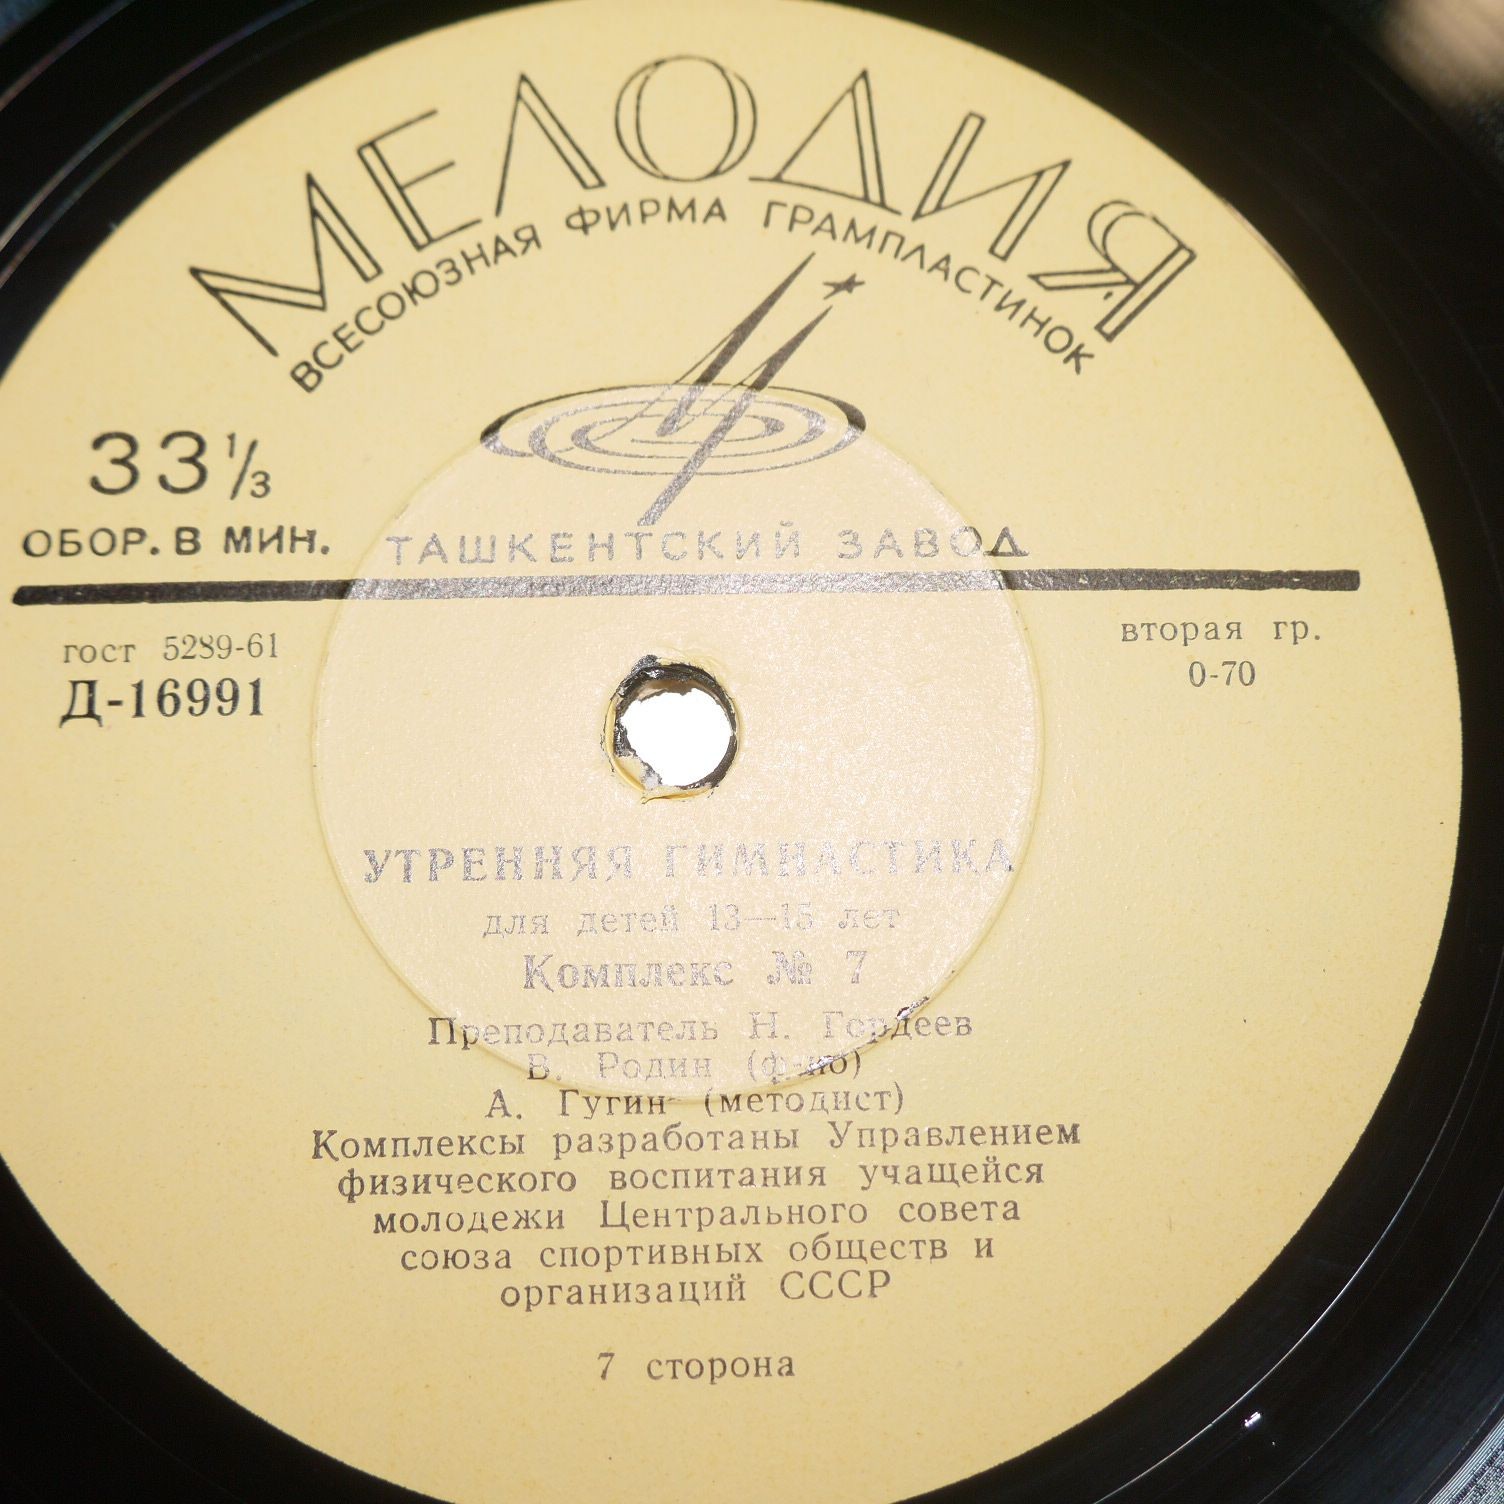 МЕЛОДИЯ
ВСЕСОЮЗНАЯ ФИРМА ГРАМПЛАСТИНОК
33 1/3
ОБОР. В МИН.
ТАШКЕНТСКИЙ ЗАВОД
гост 5289-61
Д-16991
вторая гр.
0-70
УТРЕННЯЯ ГИМНАСТИКА
для детей 13—15 лет
Комплекс № 7
Преподаватель Н. Гордеев
В. Родин (ф-но)
А. Гугин (методист)
Комплексы разработаны Управлением
физического воспитания учащейся
молодежи Центрального совета
союза спортивных обществ и
организаций СССР
7 сторона